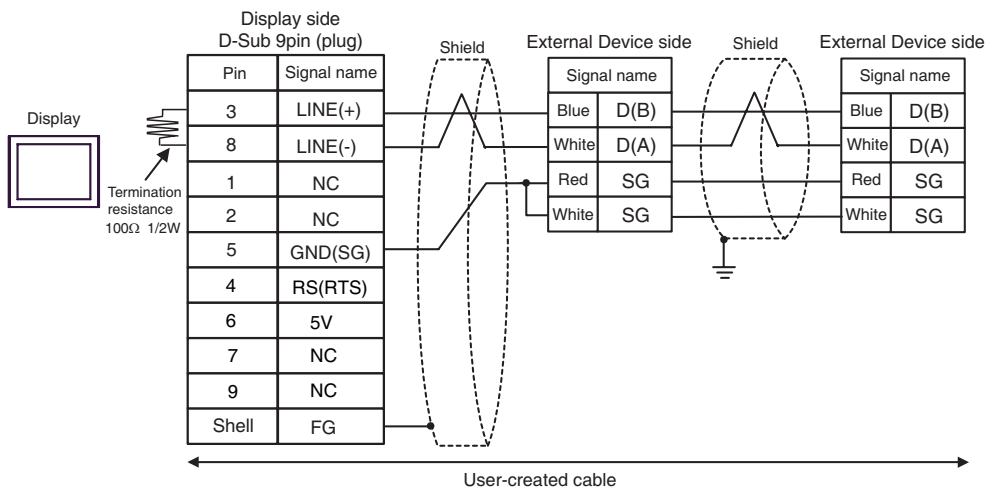 Display side
D-Sub 9pin (plug)
Shield
External Device side
Shield
External Device side
Pin Signal name
Signal name
Signal name
3 LINE(+)
Blue D(B)
Blue D(B)
Display
8 LINE(-)
White D(A)
White D(A)
Termination
resistance
100Ω 1/2W
1 NC
Red SG
Red SG
2 NC
White SG
White SG
5 GND(SG)
4 RS(RTS)
6 5V
7 NC
9 NC
Shell FG
User-created cable